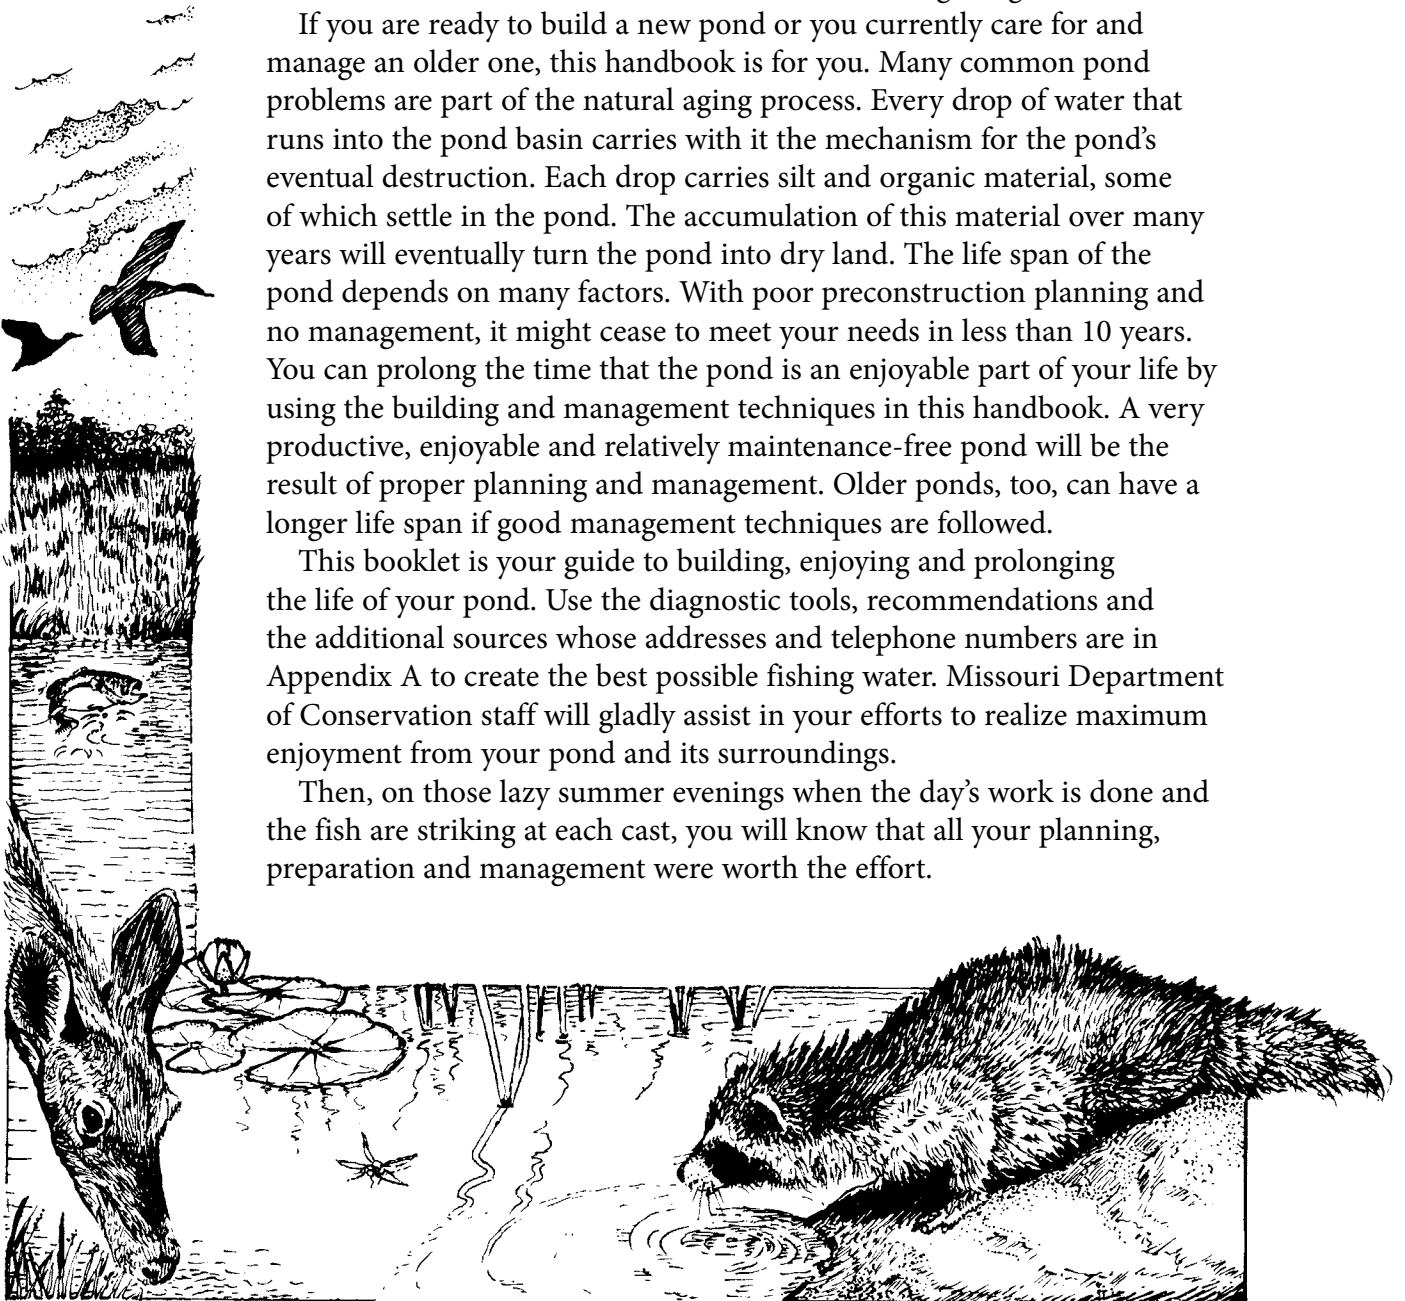 If you are ready to build a new pond or you currently care for and
manage an older one, this handbook is for you. Many common pond
problems are part of the natural aging process. Every drop of water that
runs into the pond basin carries with it the mechanism for the pond’s
eventual destruction. Each drop carries silt and organic material, some
of which settle in the pond. The accumulation of this material over many
years will eventually turn the pond into dry land. The life span of the
pond depends on many factors. With poor preconstruction planning and
no management, it might cease to meet your needs in less than 10 years.
You can prolong the time that the pond is an enjoyable part of your life by
using the building and management techniques in this handbook. A very
productive, enjoyable and relatively maintenance-free pond will be the
result of proper planning and management. Older ponds, too, can have a
longer life span if good management techniques are followed.
This booklet is your guide to building, enjoying and prolonging
the life of your pond. Use the diagnostic tools, recommendations and
the additional sources whose addresses and telephone numbers are in
Appendix A to create the best possible fishing water. Missouri Department
of Conservation staff will gladly assist in your efforts to realize maximum
enjoyment from your pond and its surroundings.
Then, on those lazy summer evenings when the day’s work is done and
the fish are striking at each cast, you will know that all your planning,
preparation and management were worth the effort.